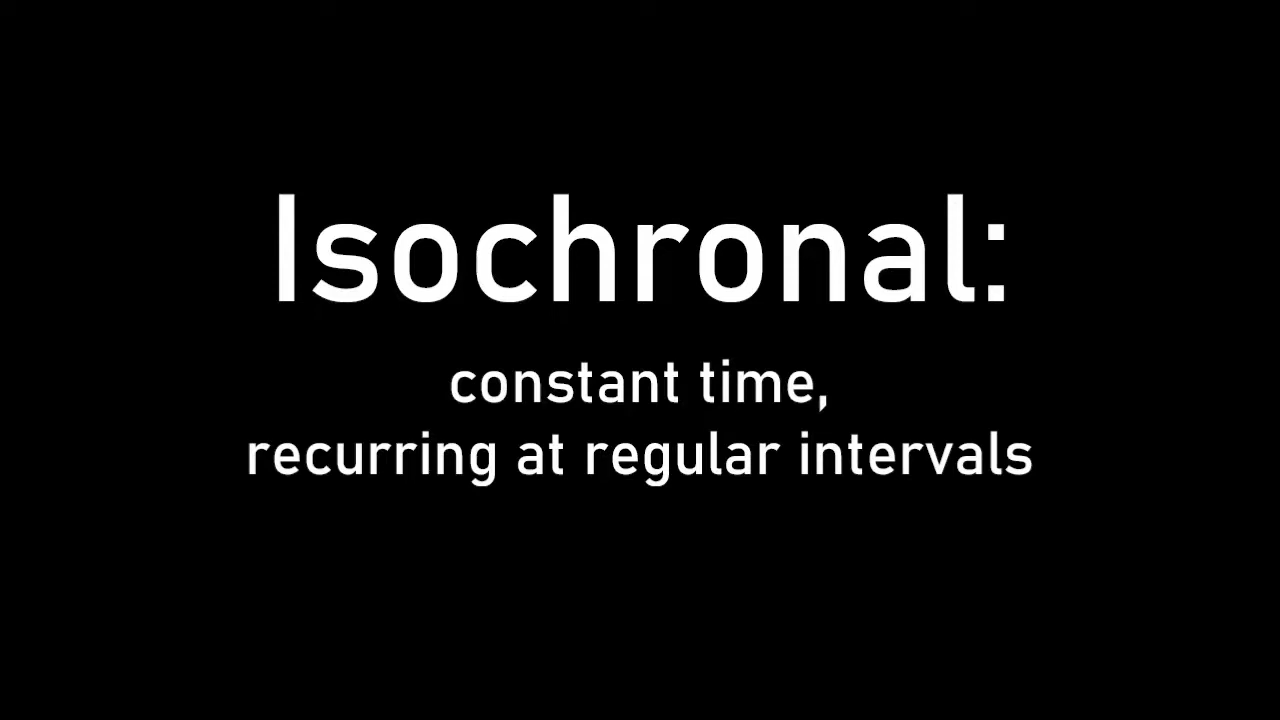 Isochronal:
constant time,
recurring at regular intervals